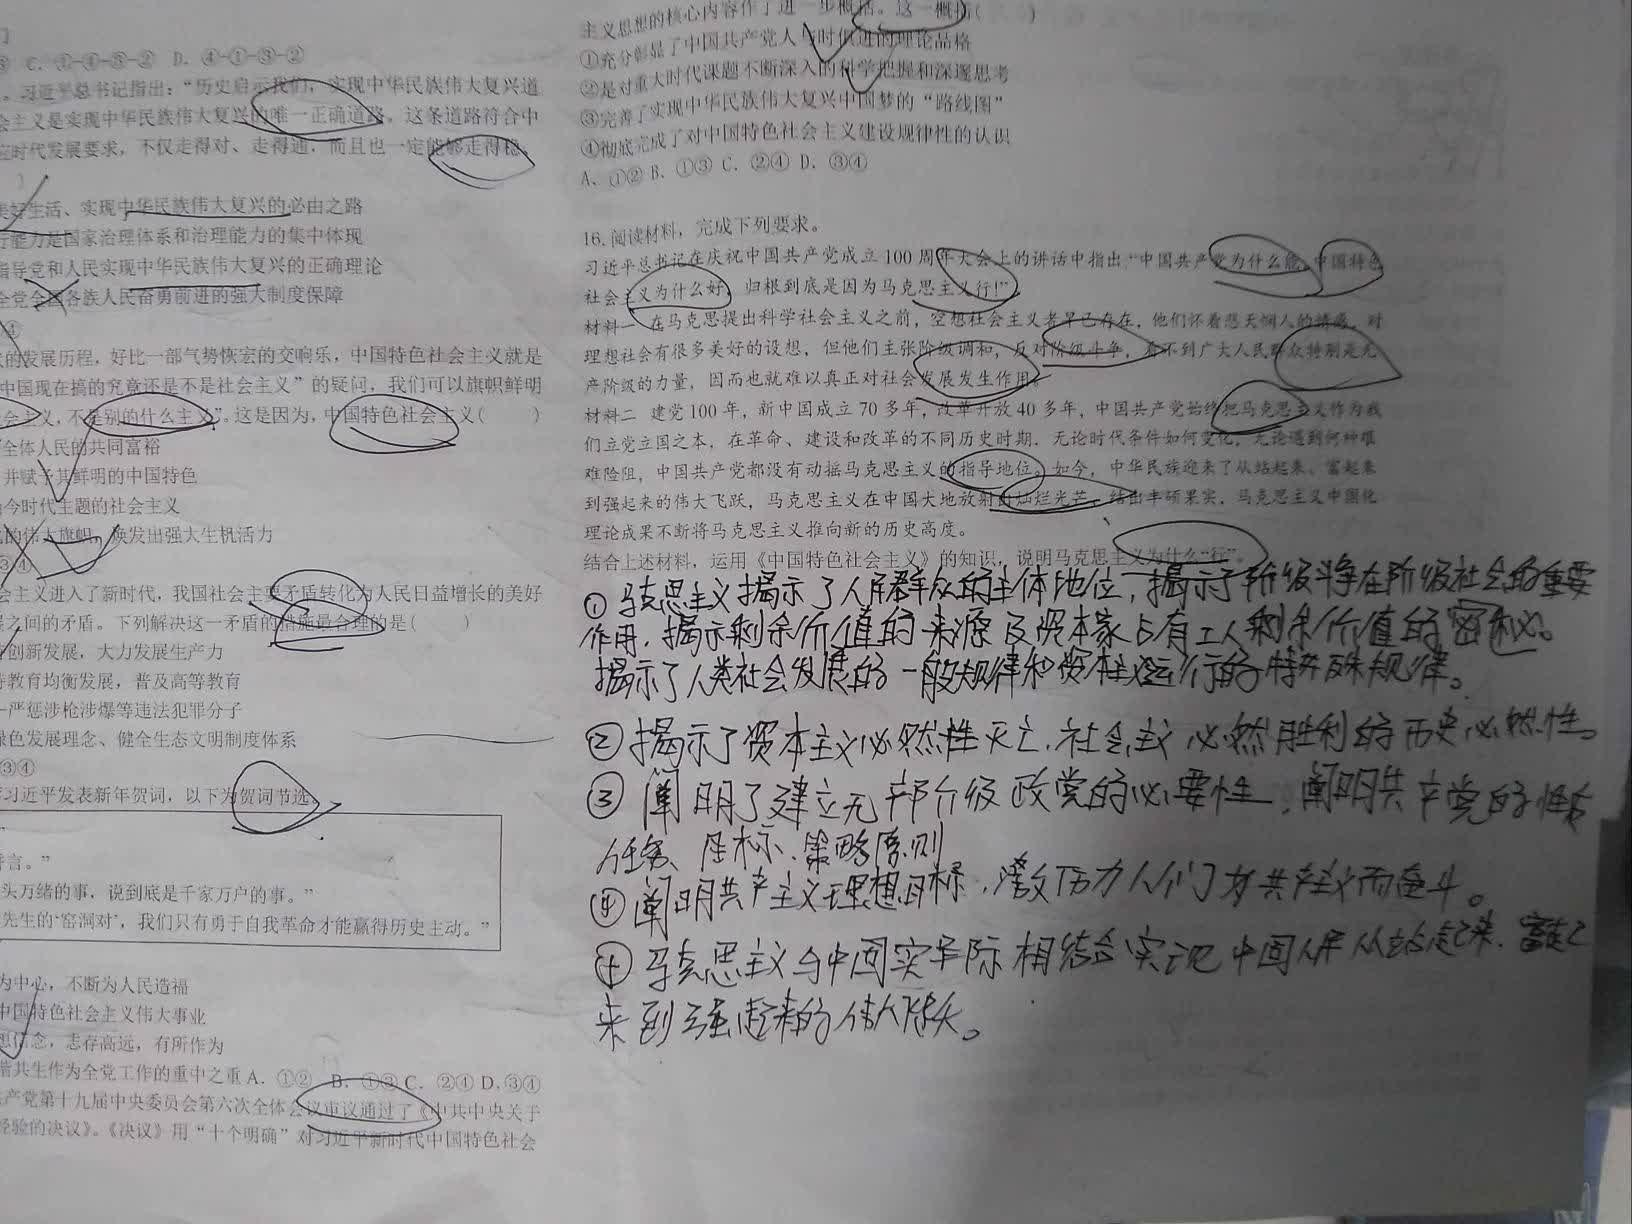 C. ①-④-③-② D. ④-①-③-②
习近平总书记指出：“历史启示我们，实现中华民族伟大复兴道
会主义是实现中华民族伟大复兴的唯一正确道路，这条道路符合中
应时代发展要求，不仅走得对、走得通，而且也一定能够走得稳、
美好生活、实现中华民族伟大复兴的必由之路
行能力是国家治理体系和治理能力的集中体现
指导党和人民实现中华民族伟大复兴的正确理论
全党全国各族人民奋勇前进的强大制度保障
④
的发展历程，好比一部气势恢宏的交响乐，中国特色社会主义就是
中国现在搞的究竟还是不是社会主义”的疑问，我们可以旗帜鲜明
会主义，不是别的什么主义”。这是因为，中国特色社会主义( )
全体人民的共同富裕
并赋予其鲜明的中国特色
今时代主题的社会主义
的伟大旗帜，焕发出强大生机活力
③④
会主义进入了新时代，我国社会主要矛盾转化为人民日益增长的美好
之间的矛盾。下列解决这一矛盾的措施最合理的是( )
创新发展，大力发展生产力
教育均衡发展，普及高等教育
严惩涉枪涉爆等违法犯罪分子
绿色发展理念、健全生态文明制度体系
③④
习近平发表新年贺词，以下为贺词节选。
言。”
头万绪的事，说到底是千家万户的事。”
先生的‘窑洞对’，我们只有勇于自我革命才能赢得历史主动。”
为中心，不断为人民造福
中国特色社会主义伟大事业
想信念，志存高远，有所作为
谐共生作为全党工作的重中之重 A. ①② B. ①③ C. ②④ D. ③④
产党第十九届中央委员会第六次全体会议审议通过了《中共中央关于
经验的决议》。《决议》用“十个明确”对习近平新时代中国特色社会
主义思想的核心内容作了进一步概括。这一概括( )
①充分彰显了中国共产党人与时俱进的理论品格
②是对重大时代课题不断深入的科学把握和深邃思考
③完善了实现中华民族伟大复兴中国梦的“路线图”
④彻底完成了对中国特色社会主义建设规律性的认识
A. ①② B. ①③ C. ②④ D. ③④
16. 阅读材料，完成下列要求。
习近平总书记在庆祝中国共产党成立 100 周年大会上的讲话中指出“中国共产党为什么能，中国特色
社会主义为什么好，归根到底是因为马克思主义行!”
材料一 在马克思提出科学社会主义之前，空想社会主义者早已存在，他们怀着悲天悯人的情感，对
理想社会有很多美好的设想，但他们主张阶级调和，反对阶级斗争，看不到广大人民群众特别是无
产阶级的力量，因而也就难以真正对社会发展发生作用。
材料二 建党 100 年，新中国成立 70 多年，改革开放 40 多年，中国共产党始终把马克思主义作为我
们立党立国之本，在革命、建设和改革的不同历史时期，无论时代条件如何变化，无论遇到何种艰
难险阻，中国共产党都没有动摇马克思主义的指导地位。如今，中华民族迎来了从站起来、富起来
到强起来的伟大飞跃，马克思主义在中国大地放射出灿烂光芒，结出丰硕果实，马克思主义中国化
理论成果不断将马克思主义推向新的历史高度。
结合上述材料，运用《中国特色社会主义》的知识，说明马克思主义为什么“行”。
①马克思主义揭示了人民群众的主体地位，揭示了阶级斗争在阶级社会的重要
作用，揭示剩余价值的来源及资本家占有工人剩余价值的密秘。
揭示了人类社会发展的一般规律和资本主义运行的特殊规律。
②揭示了资本主义必然性灭亡，社会主义必然胜利的历史必然性。
③阐明了建立无产阶级政党的必要性，阐明共产党的性质
任务、目标、策略原则
④阐明共产主义理想目标，激历力人们为共产主义而奋斗。
④马克思主义与中国实际相结合实现中国人民从站起来、富起
来到强起来的伟大飞跃。